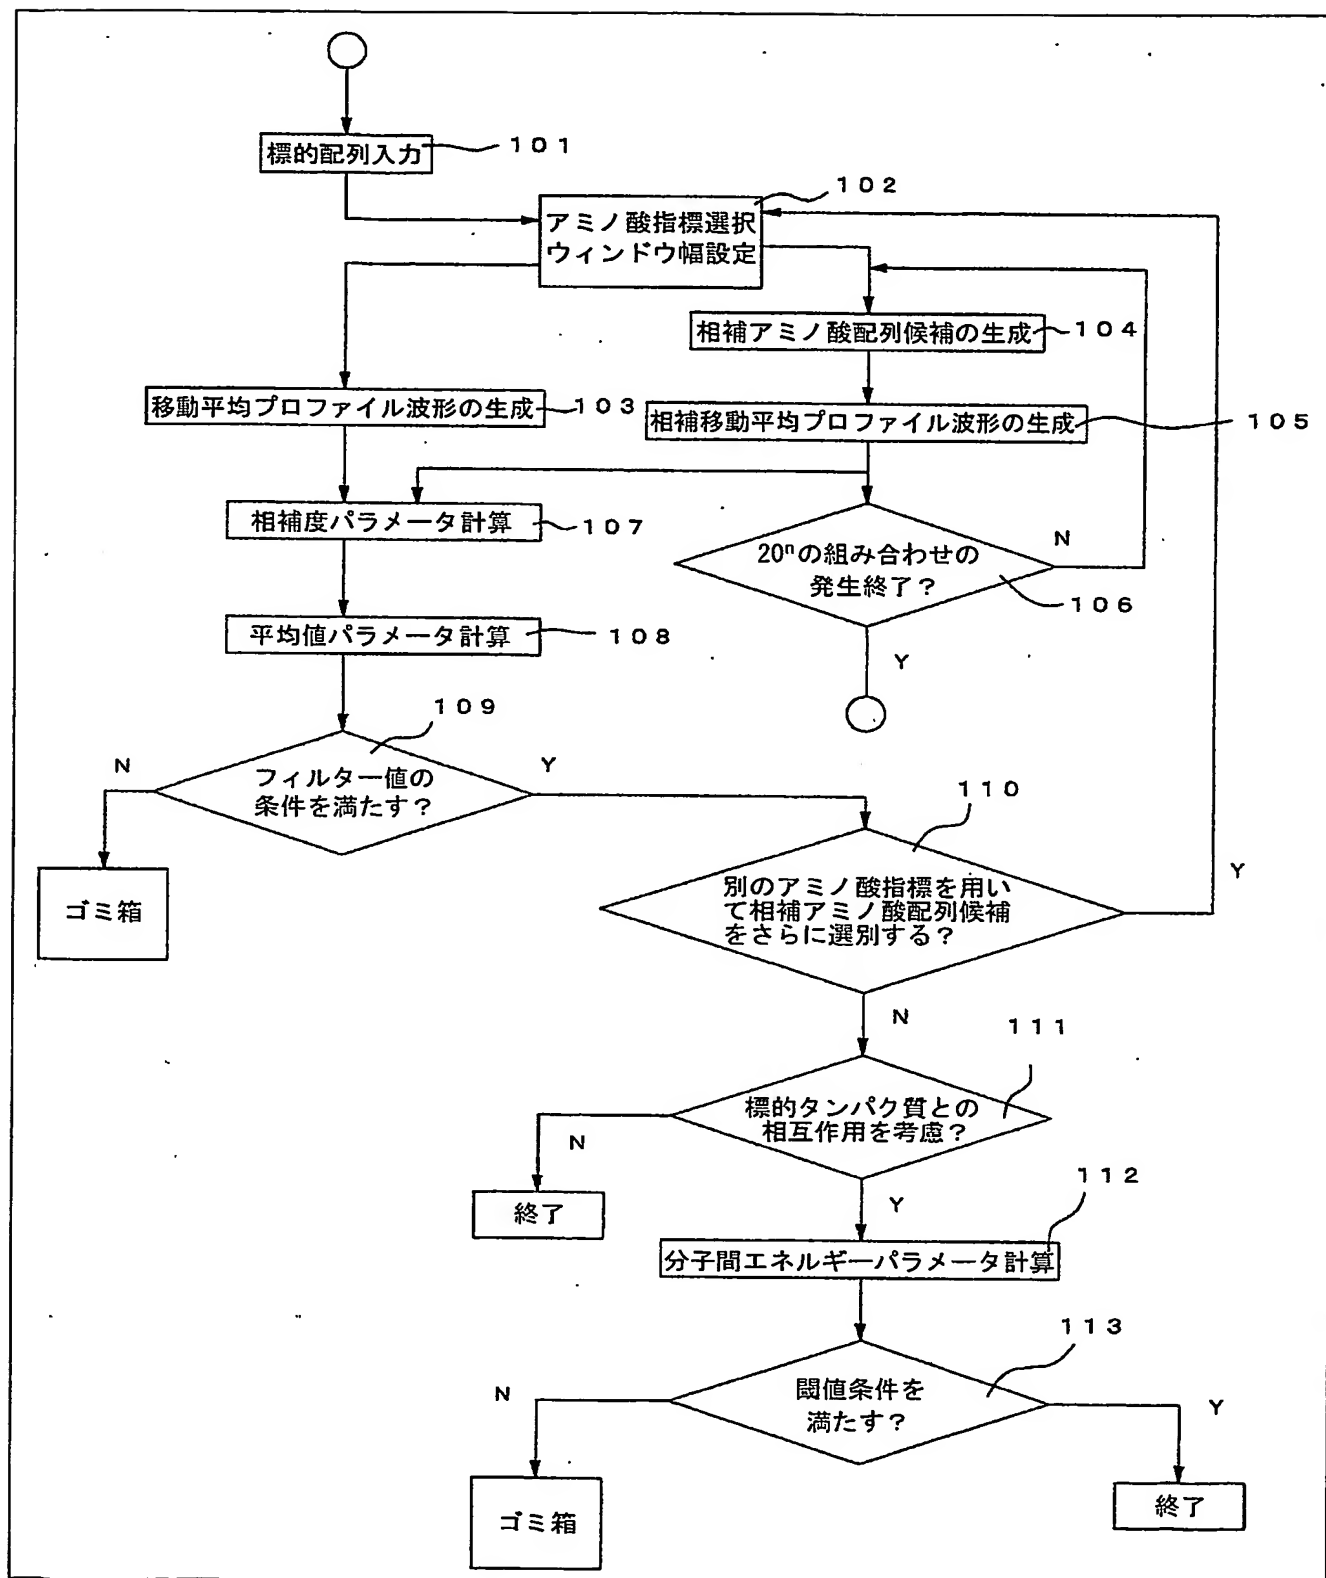 標的配列入力
101
102
アミノ酸指標選択
ウィンドウ幅設定
相補アミノ酸配列候補の生成
104
移動平均プロファイル波形の生成
103
相補移動平均プロファイル波形の生成
105
相補度パラメータ計算
107
20ⁿの組み合わせの
発生終了?
N
106
Y
平均値パラメータ計算
108
109
フィルター値の
条件を満たす?
N
Y
ゴミ箱
110
別のアミノ酸指標を用い
て相補アミノ酸配列候補
をさらに選別する?
Y
N
111
標的タンパク質との
相互作用を考慮?
N
終了
Y
112
分子間エネルギーパラメータ計算
113
閾値条件を
満たす?
N
Y
ゴミ箱
終了